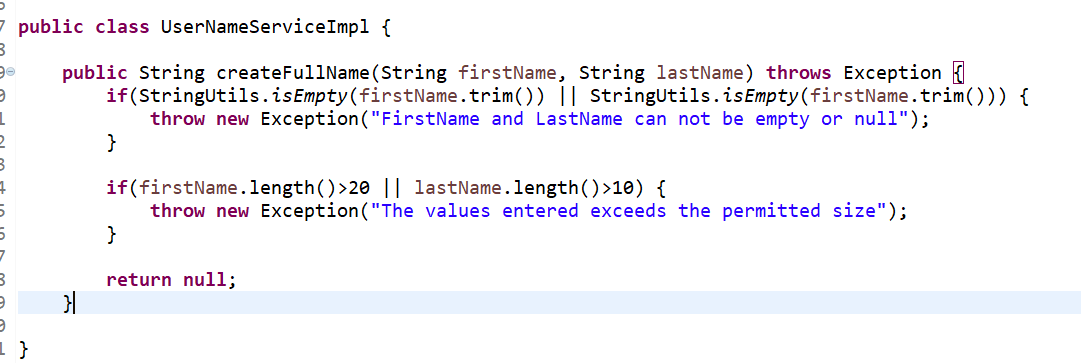 public class UserNameServiceImpl {
public String createFullName(String firstName, String lastName) throws Exception {
if(StringUtils.isEmpty(firstName.trim()) || StringUtils.isEmpty(firstName.trim())) {
throw new Exception("FirstName and LastName can not be empty or null");
}
if(firstName.length()>20 || lastName.length()>10) {
throw new Exception("The values entered exceeds the permitted size");
}
return null;
}
}